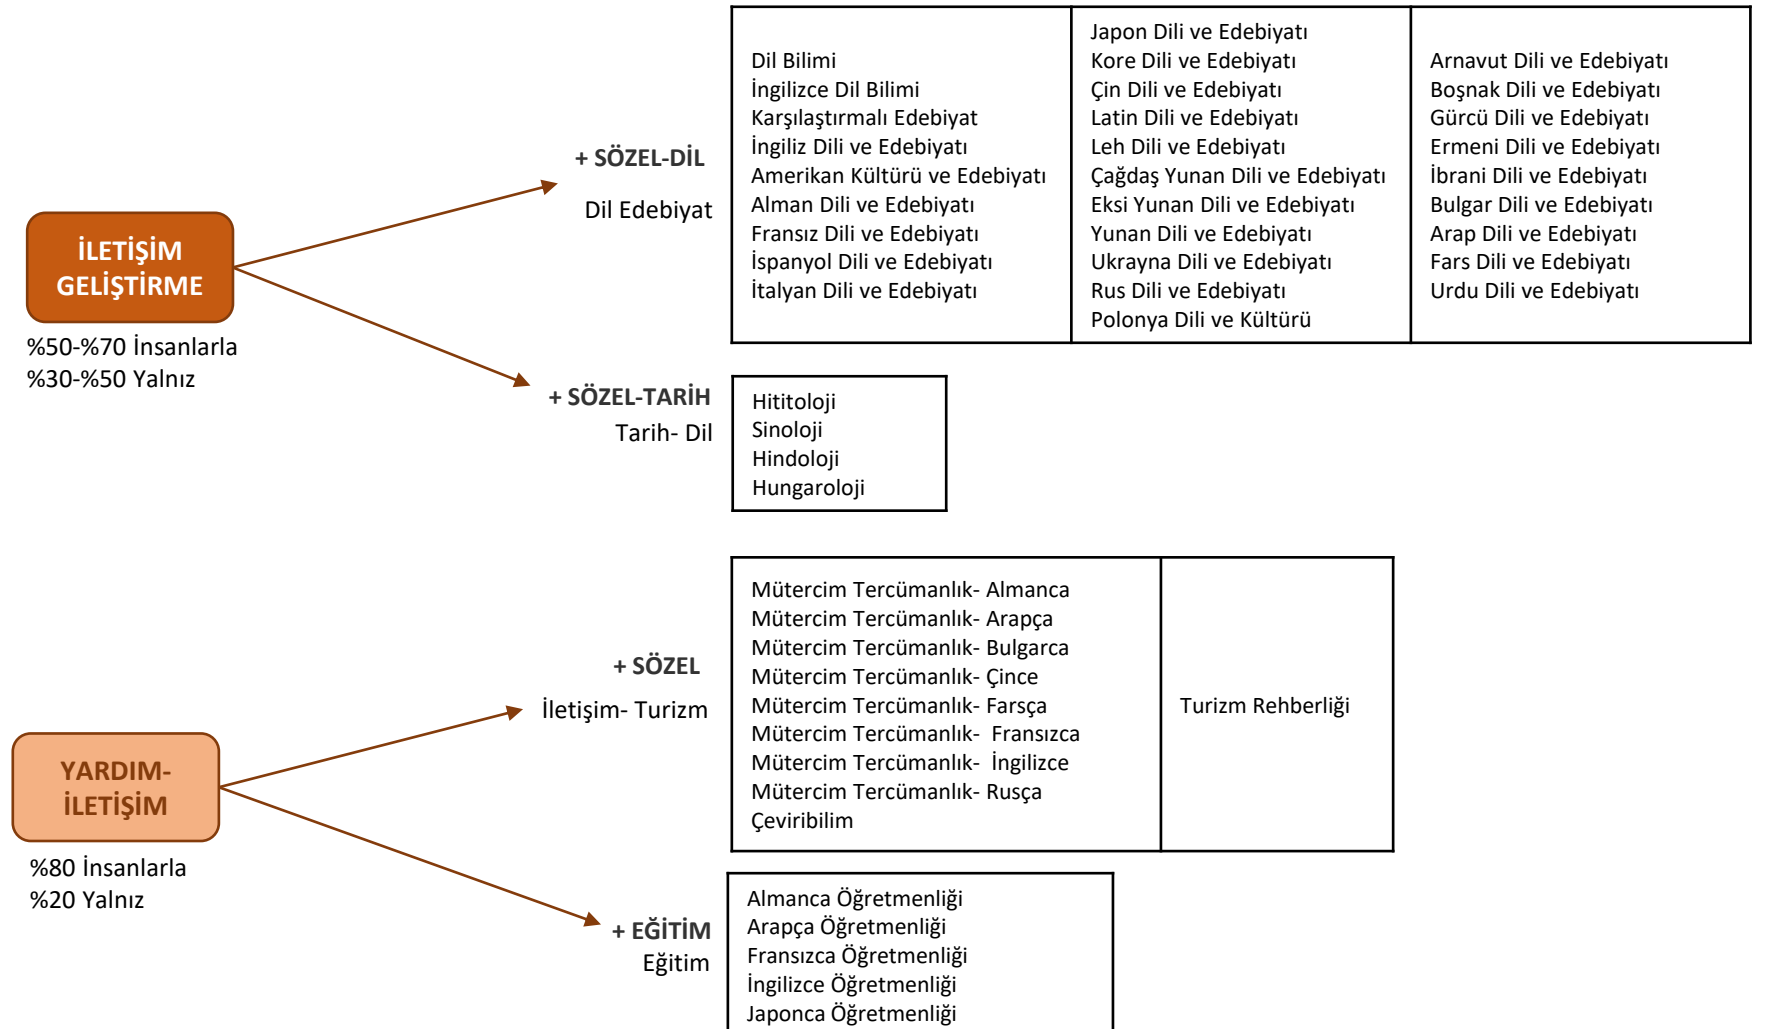 İLETİŞİM
GELİŞTİRME
%50-%70 İnsanlarla
%30-%50 Yalnız
+ SÖZEL-DİL
Dil Edebiyat
Dil Bilimi
İngilizce Dil Bilimi
Karşılaştırmalı Edebiyat
İngiliz Dili ve Edebiyatı
Amerikan Kültürü ve Edebiyatı
Alman Dili ve Edebiyatı
Fransız Dili ve Edebiyatı
İspanyol Dili ve Edebiyatı
İtalyan Dili ve Edebiyatı
Japon Dili ve Edebiyatı
Kore Dili ve Edebiyatı
Çin Dili ve Edebiyatı
Latin Dili ve Edebiyatı
Leh Dili ve Edebiyatı
Çağdaş Yunan Dili ve Edebiyatı
Eksi Yunan Dili ve Edebiyatı
Yunan Dili ve Edebiyatı
Ukrayna Dili ve Edebiyatı
Rus Dili ve Edebiyatı
Polonya Dili ve Kültürü
Arnavut Dili ve Edebiyatı
Boşnak Dili ve Edebiyatı
Gürcü Dili ve Edebiyatı
Ermeni Dili ve Edebiyatı
İbrani Dili ve Edebiyatı
Bulgar Dili ve Edebiyatı
Arap Dili ve Edebiyatı
Fars Dili ve Edebiyatı
Urdu Dili ve Edebiyatı
+ SÖZEL-TARİH
Tarih- Dil
Hititoloji
Sinoloji
Hindoloji
Hungaroloji
YARDIM-
İLETİŞİM
%80 İnsanlarla
%20 Yalnız
+ SÖZEL
İletişim- Turizm
Mütercim Tercümanlık- Almanca
Mütercim Tercümanlık- Arapça
Mütercim Tercümanlık- Bulgarca
Mütercim Tercümanlık- Çince
Mütercim Tercümanlık- Farsça
Mütercim Tercümanlık- Fransızca
Mütercim Tercümanlık- İngilizce
Mütercim Tercümanlık- Rusça
Çeviribilim
Turizm Rehberliği
+ EĞİTİM
Eğitim
Almanca Öğretmenliği
Arapça Öğretmenliği
Fransızca Öğretmenliği
İngilizce Öğretmenliği
Japonca Öğretmenliği